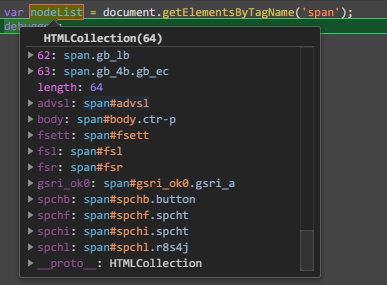 var nodeList = document.getElementsByTagName('span');
debugger;
HTMLCollection(64)
62: span.gb_lb
63: span.gb_4b.gb_ec
length: 64
advsl: span#advsl
body: span#body.ctr-p
fsett: span#fsett
fsl: span#fsl
fsr: span#fsr
gsri_ok0: span#gsri_ok0.gsri_a
spchb: span#spchb.button
spchf: span#spchf.spcht
spchi: span#spchi.spcht
spchl: span#spchl.r8s4j
__proto__: HTMLCollection